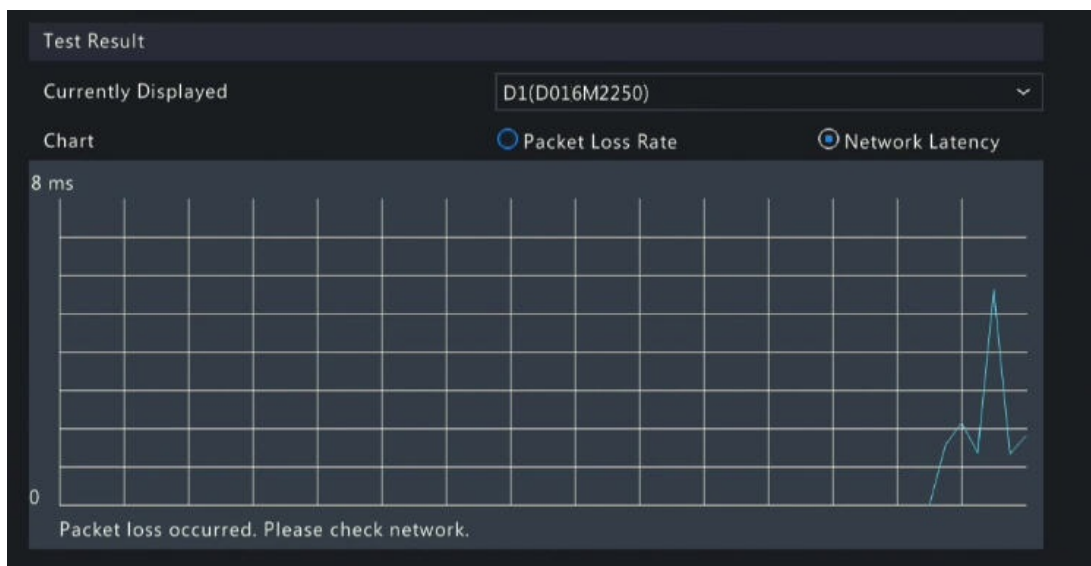 Test Result
Currently Displayed D1(D016M2250)
Chart Packet Loss Rate Network Latency
8 ms
0
Packet loss occurred. Please check network.